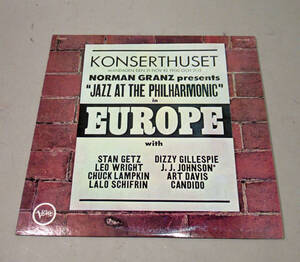 KONSERTHUSET
NORMAN GRANZ presents
"JAZZ AT THE PHILHARMONIC"
in
EUROPE
with
STAN GETZ
LEO WRIGHT
CHUCK LAMPKIN
LALO SCHIFRIN
DIZZY GILLESPIE
J. J. JOHNSON*
ART DAVIS
CANDIDO
Verve